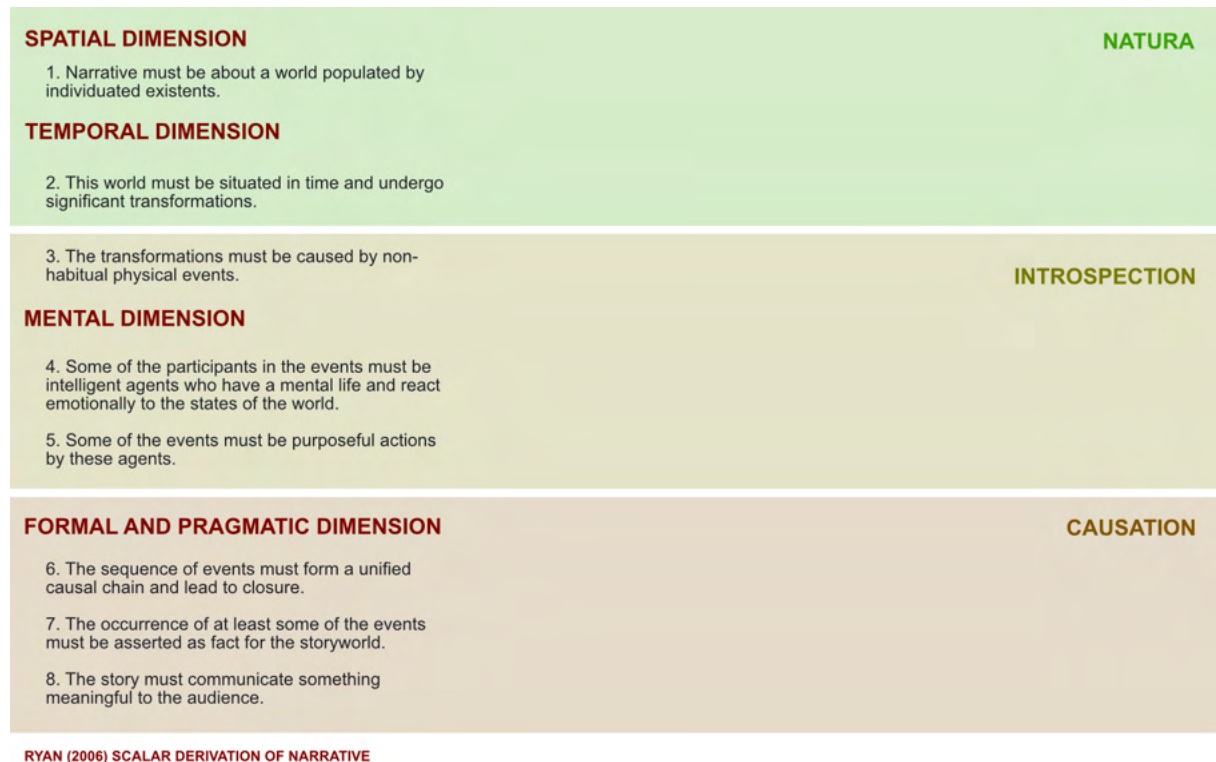 SPATIAL DIMENSION
NATURA
1. Narrative must be about a world populated by
individuated existents.
TEMPORAL DIMENSION
2. This world must be situated in time and undergo
significant transformations.
3. The transformations must be caused by non-
habitual physical events.
INTROSPECTION
MENTAL DIMENSION
4. Some of the participants in the events must be
intelligent agents who have a mental life and react
emotionally to the states of the world.
5. Some of the events must be purposeful actions
by these agents.
FORMAL AND PRAGMATIC DIMENSION
CAUSATION
6. The sequence of events must form a unified
causal chain and lead to closure.
7. The occurrence of at least some of the events
must be asserted as fact for the storyworld.
8. The story must communicate something
meaningful to the audience.
RYAN (2006) SCALAR DERIVATION OF NARRATIVE